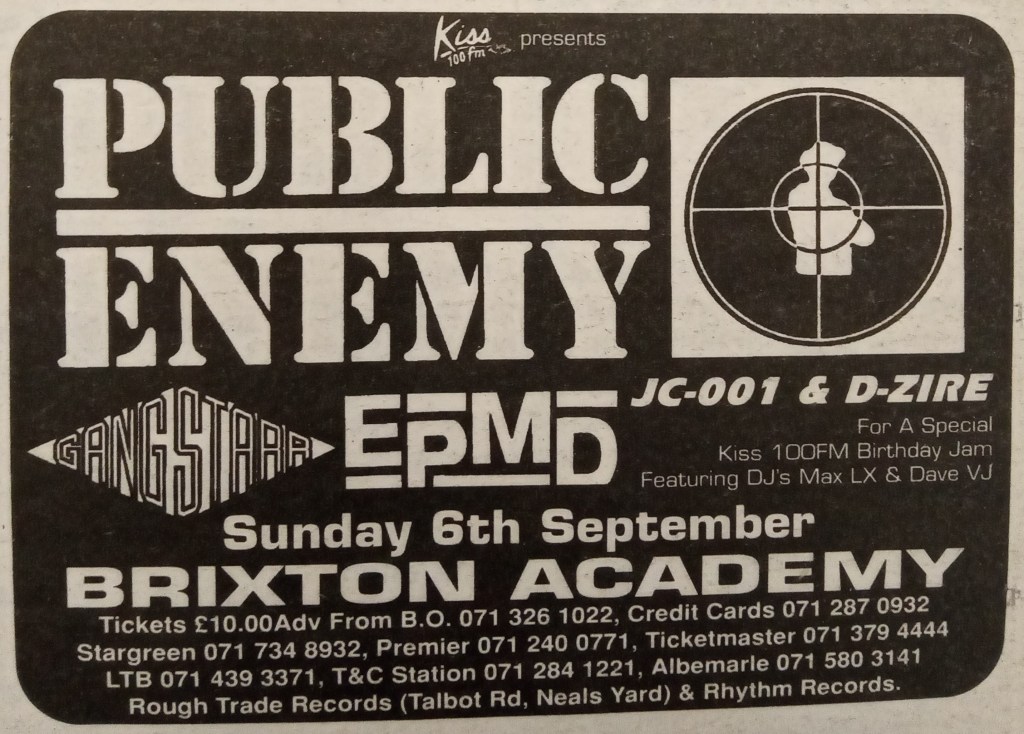 Kiss 100fm presents
PUBLIC
ENEMY
GANGSTARR
EPMD
JC-001 & D-ZIRE
For A Special
Kiss 100FM Birthday Jam
Featuring DJ's Max LX & Dave VJ
Sunday 6th September
BRIXTON ACADEMY
Tickets £10.00Adv From B.O. 071 326 1022, Credit Cards 071 287 0932
Stargreen 071 734 8932, Premier 071 240 0771, Ticketmaster 071 379 4444
LTB 071 439 3371, T&C Station 071 284 1221, Albemarle 071 580 3141
Rough Trade Records (Talbot Rd, Neals Yard) & Rhythm Records.